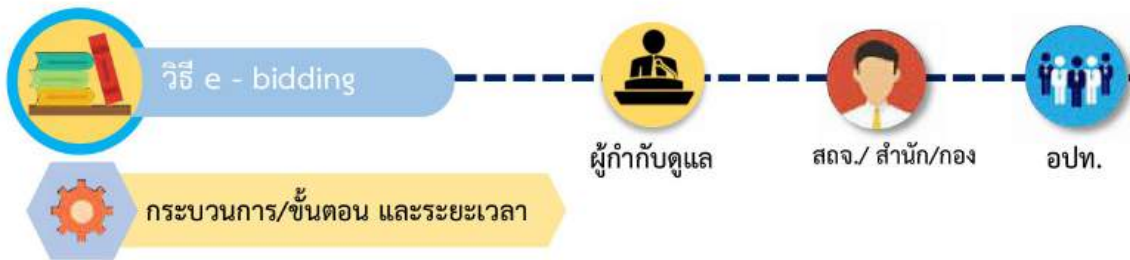 วิธี e - bidding
ผู้กำกับดูแล
สถจ./ สำนัก/กอง
อปท.
กระบวนการ/ขั้นตอน และระยะเวลา